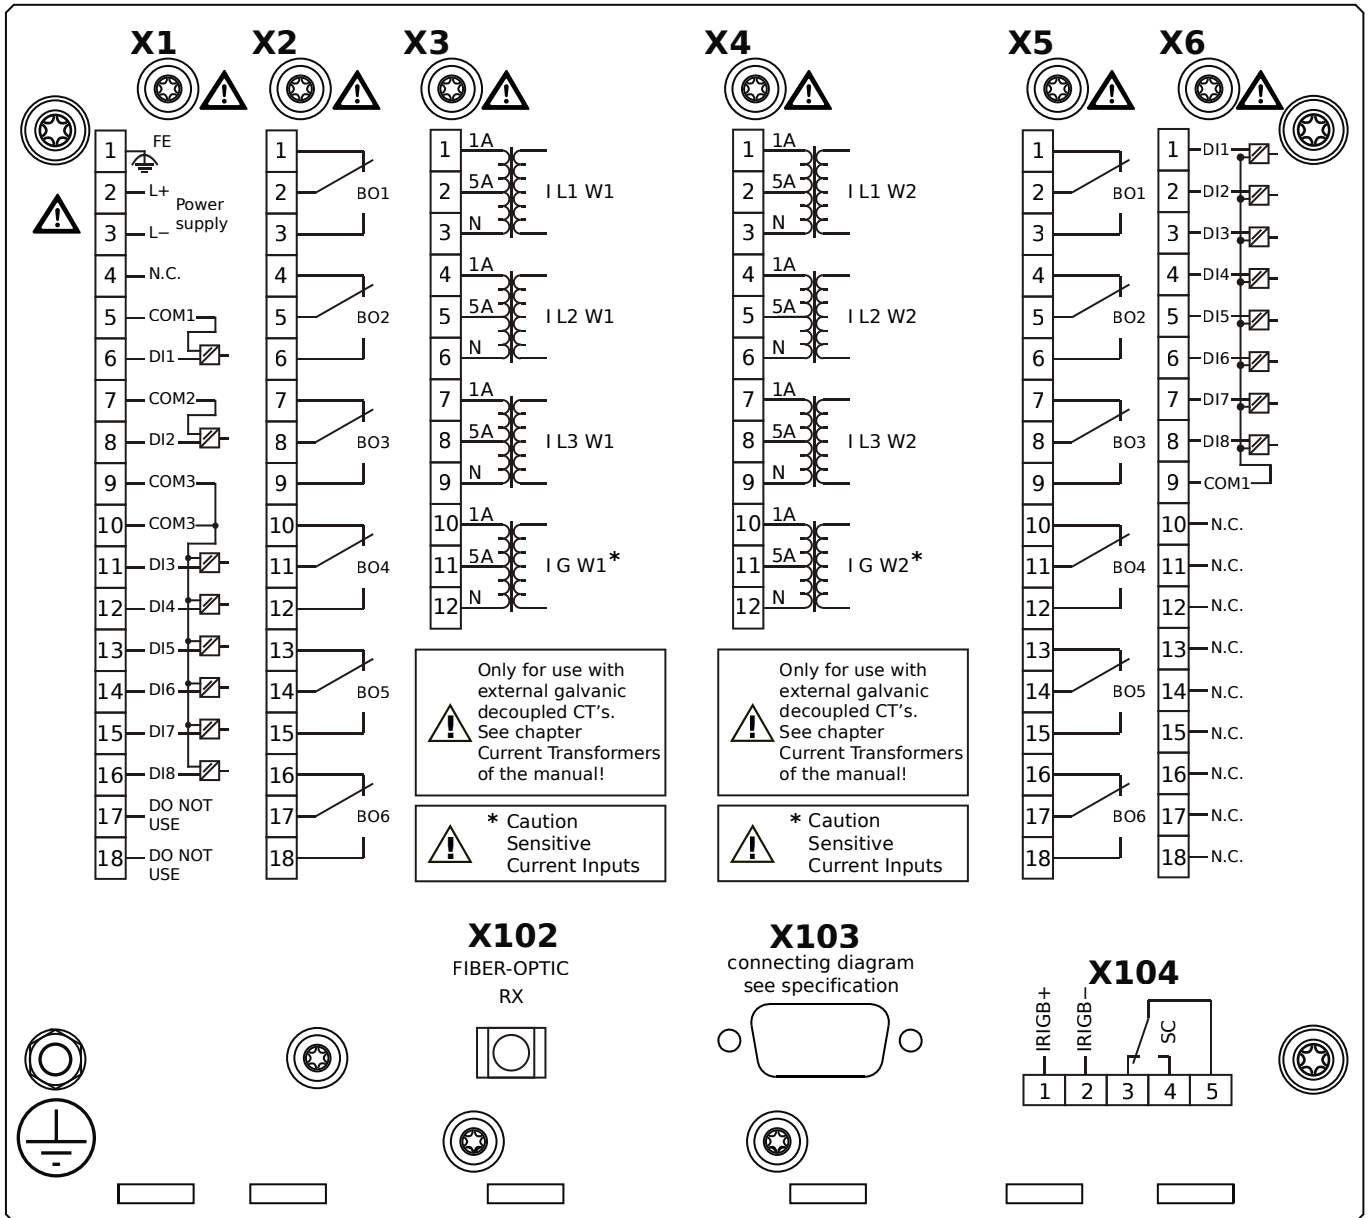 X1
X2
X3
X4
X5
X6
1
FE
2
L+
Power
supply
3
L−
4
N.C.
5
COM1
6
DI1
7
COM2
8
DI2
9
COM3
10
COM3
11
DI3
12
DI4
13
DI5
14
DI6
15
DI7
16
DI8
17
DO NOT
USE
18
DO NOT
USE
1
2
BO1
3
4
5
BO2
6
7
8
BO3
9
10
11
BO4
12
13
14
BO5
15
16
17
BO6
18
1
1A
2
5A
I L1 W1
3
N
4
1A
5
5A
I L2 W1
6
N
7
1A
8
5A
I L3 W1
9
N
10
1A
11
5A
I G W1*
12
N
Only for use with
external galvanic
decoupled CT's.
See chapter
Current Transformers
of the manual!
* Caution
Sensitive
Current Inputs
1
1A
2
5A
I L1 W2
3
N
4
1A
5
5A
I L2 W2
6
N
7
1A
8
5A
I L3 W2
9
N
10
1A
11
5A
I G W2*
12
N
Only for use with
external galvanic
decoupled CT's.
See chapter
Current Transformers
of the manual!
* Caution
Sensitive
Current Inputs
1
2
BO1
3
4
5
BO2
6
7
8
BO3
9
10
11
BO4
12
13
14
BO5
15
16
17
BO6
18
1
DI1
2
DI2
3
DI3
4
DI4
5
DI5
6
DI6
7
DI7
8
DI8
9
COM1
10
N.C.
11
N.C.
12
N.C.
13
N.C.
14
N.C.
15
N.C.
16
N.C.
17
N.C.
18
N.C.
X102
FIBER-OPTIC
RX
X103
connecting diagram
see specification
X104
IRIGB+
IRIGB−
SC
1
2
3
4
5